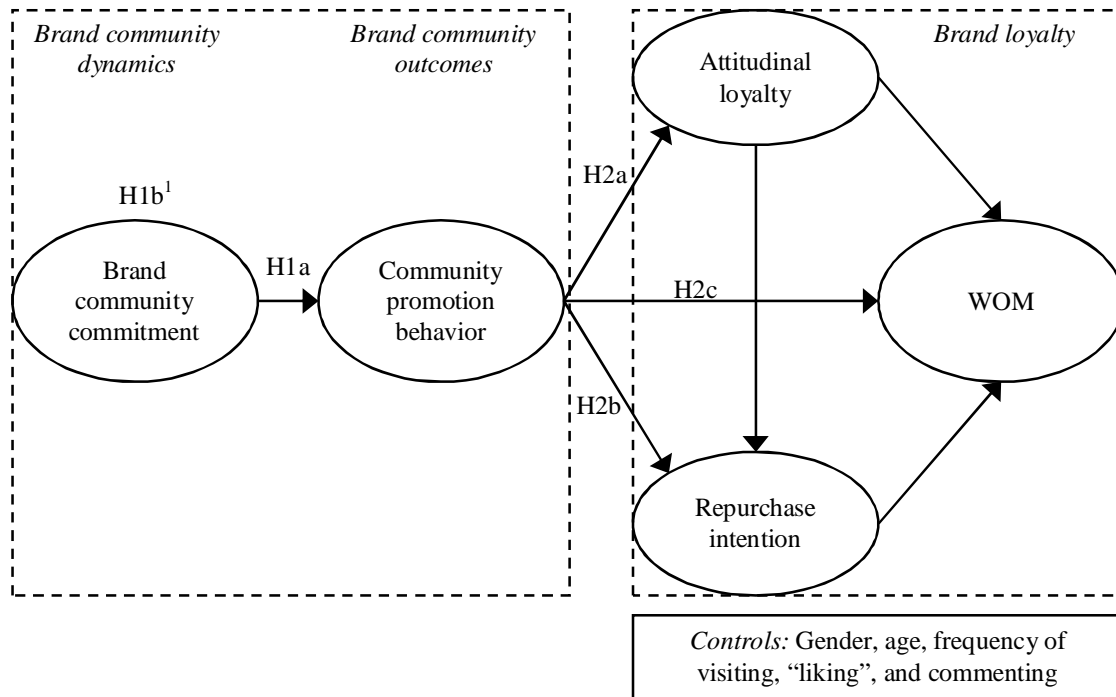 Brand community
dynamics
Brand community
outcomes
Brand loyalty
Attitudinal
loyalty
H2a
H1b¹
H1a
Brand
community
commitment
Community
promotion
behavior
H2c
WOM
H2b
Repurchase
intention
Controls: Gender, age, frequency of
visiting, “liking”, and commenting